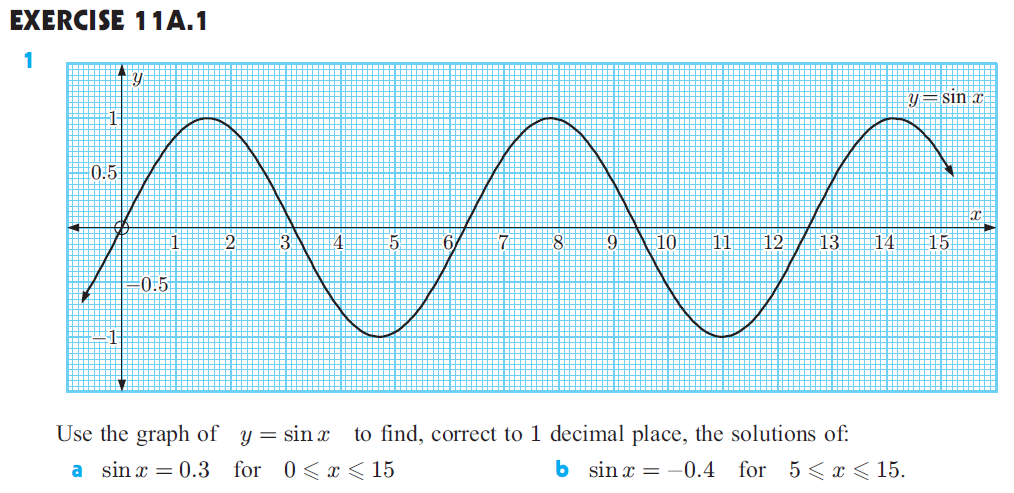 EXERCISE 11A.1
1
y
y = sin x
1
0.5
x
1 2 3 4 5 6 7 8 9 10 11 12 13 14 15
−0.5
−1
Use the graph of y = sin x to find, correct to 1 decimal place, the solutions of:
a sin x = 0.3 for 0 ⩽ x ⩽ 15 b sin x = −0.4 for 5 ⩽ x ⩽ 15.